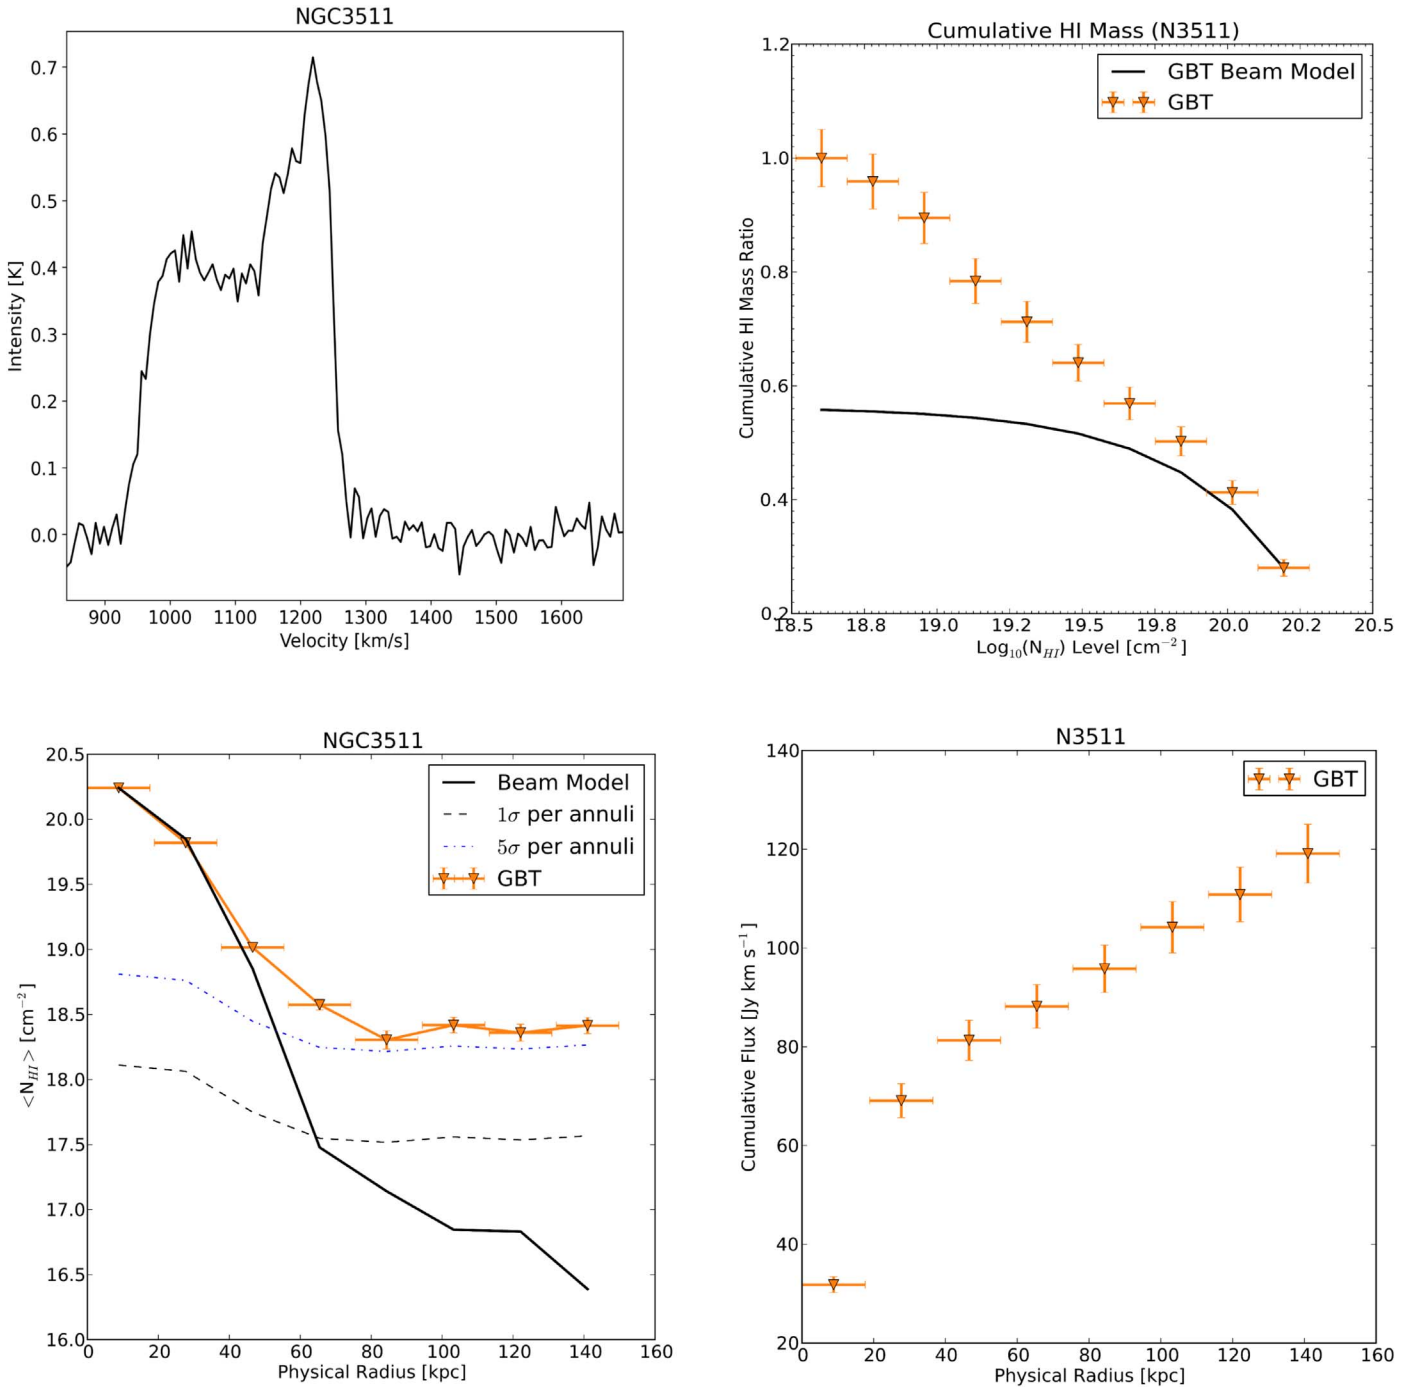 NGC3511
0.7
0.6
0.5
0.4
0.3
0.2
0.1
0.0
Intensity [K]
900 1000 1100 1200 1300 1400 1500 1600
Velocity [km/s]
Cumulative HI Mass (N3511)
GBT Beam Model
GBT
1.2
1.0
0.8
0.6
0.4
0.2
Cumulative HI Mass Ratio
18.5 18.8 19.0 19.2 19.5 19.8 20.0 20.2 20.5
Log₁₀(N_HI) Level [cm⁻²]
NGC3511
Beam Model
1σ per annuli
5σ per annuli
GBT
20.5
20.0
19.5
19.0
18.5
18.0
17.5
17.0
16.5
16.0
<N_HI> [cm⁻²]
0 20 40 60 80 100 120 140 160
Physical Radius [kpc]
N3511
GBT
140
120
100
80
60
40
20
Cumulative Flux [Jy km s⁻¹]
0 20 40 60 80 100 120 140 160
Physical Radius [kpc]